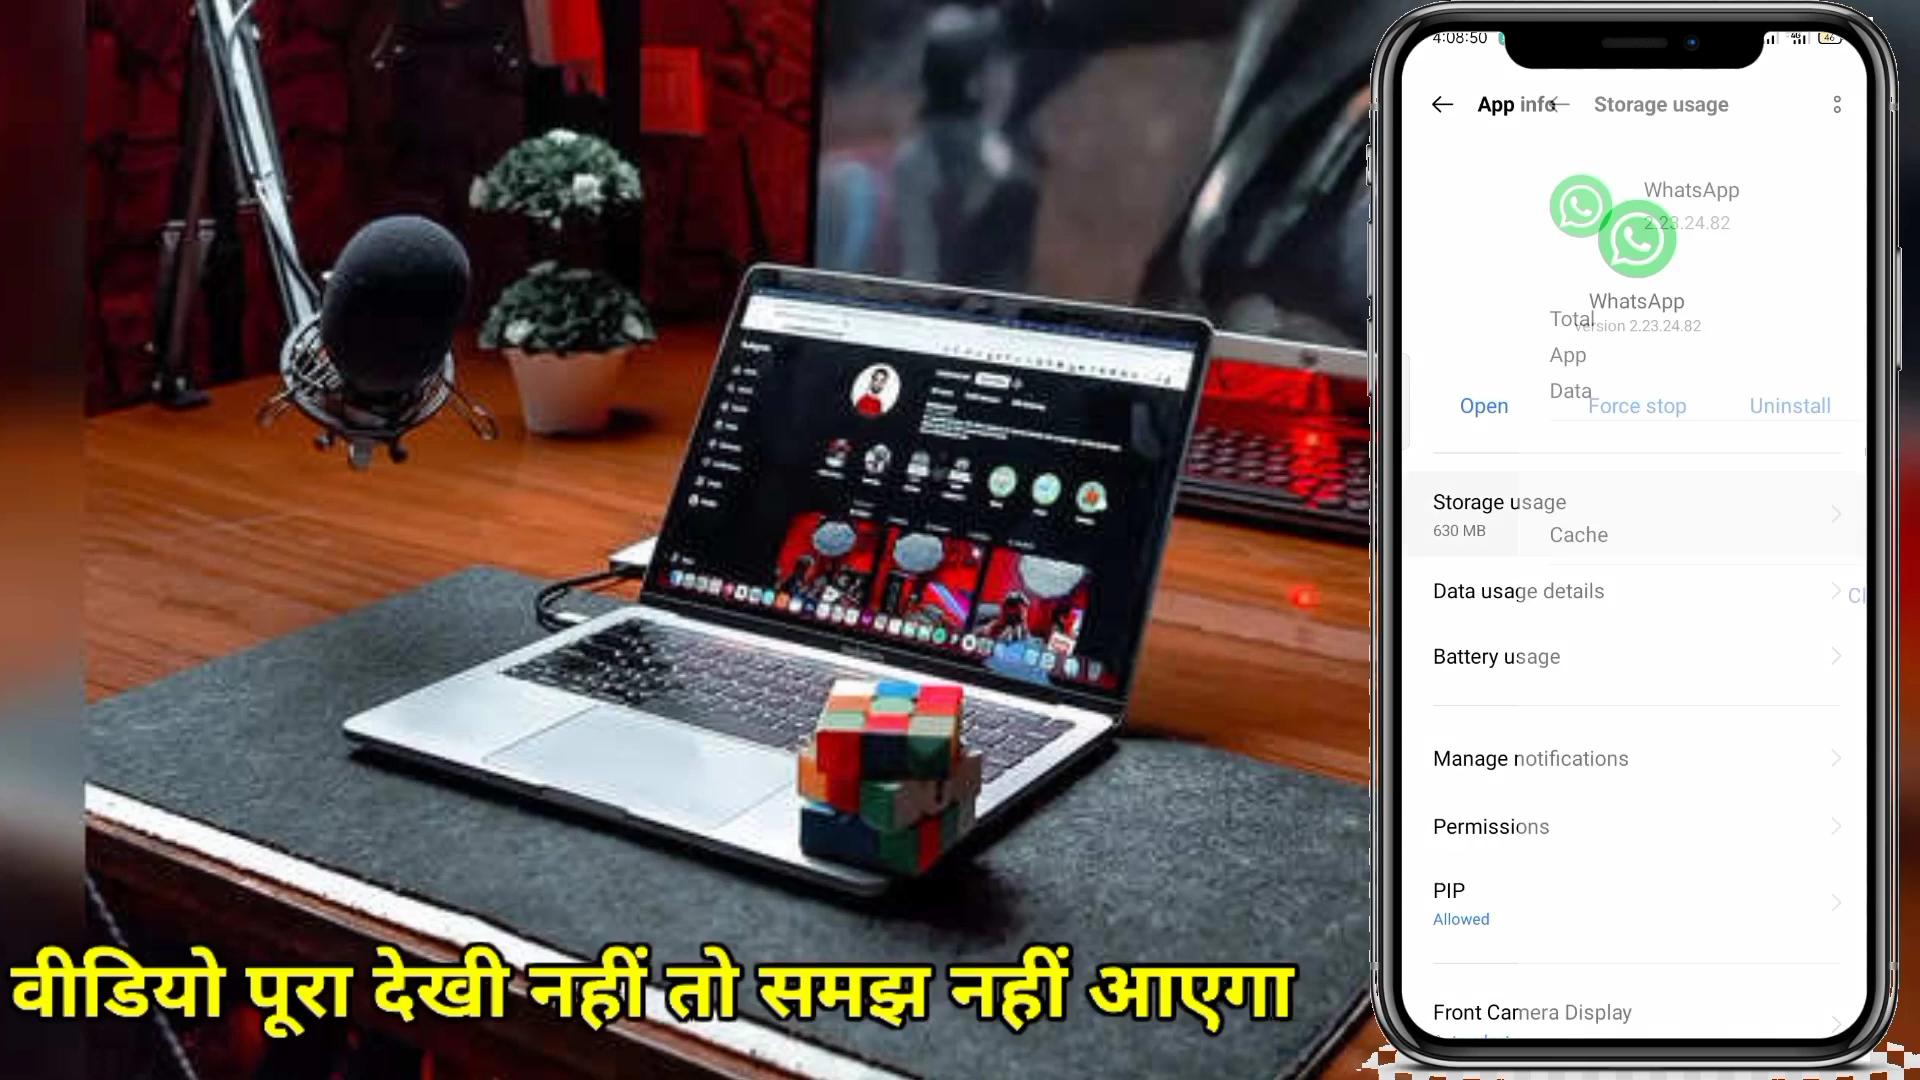 4:08:50
46
App info
Storage usage
WhatsApp
2.23.24.82
WhatsApp
version 2.23.24.82
Total
App
Data
Open
Force stop
Uninstall
Storage usage
630 MB
Cache
Data usage details
Cl
Battery usage
Manage notifications
Permissions
PIP
Allowed
Front Camera Display
वीडियो पूरा देखी नहीं तो समझ नहीं आएगा